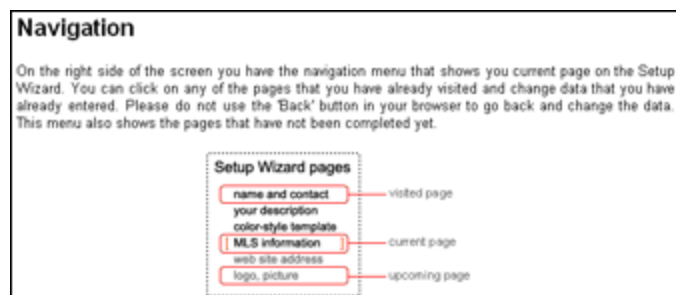 Navigation
On the right side of the screen you have the navigation menu that shows you current page on the Setup
Wizard. You can click on any of the pages that you have already visited and change data that you have
already entered. Please do not use the 'Back' button in your browser to go back and change the data.
This menu also shows the pages that have not been completed yet.
Setup Wizard pages
name and contact visited page
your description
color-style template
[ MLS information ] current page
web site address
logo, picture upcoming page